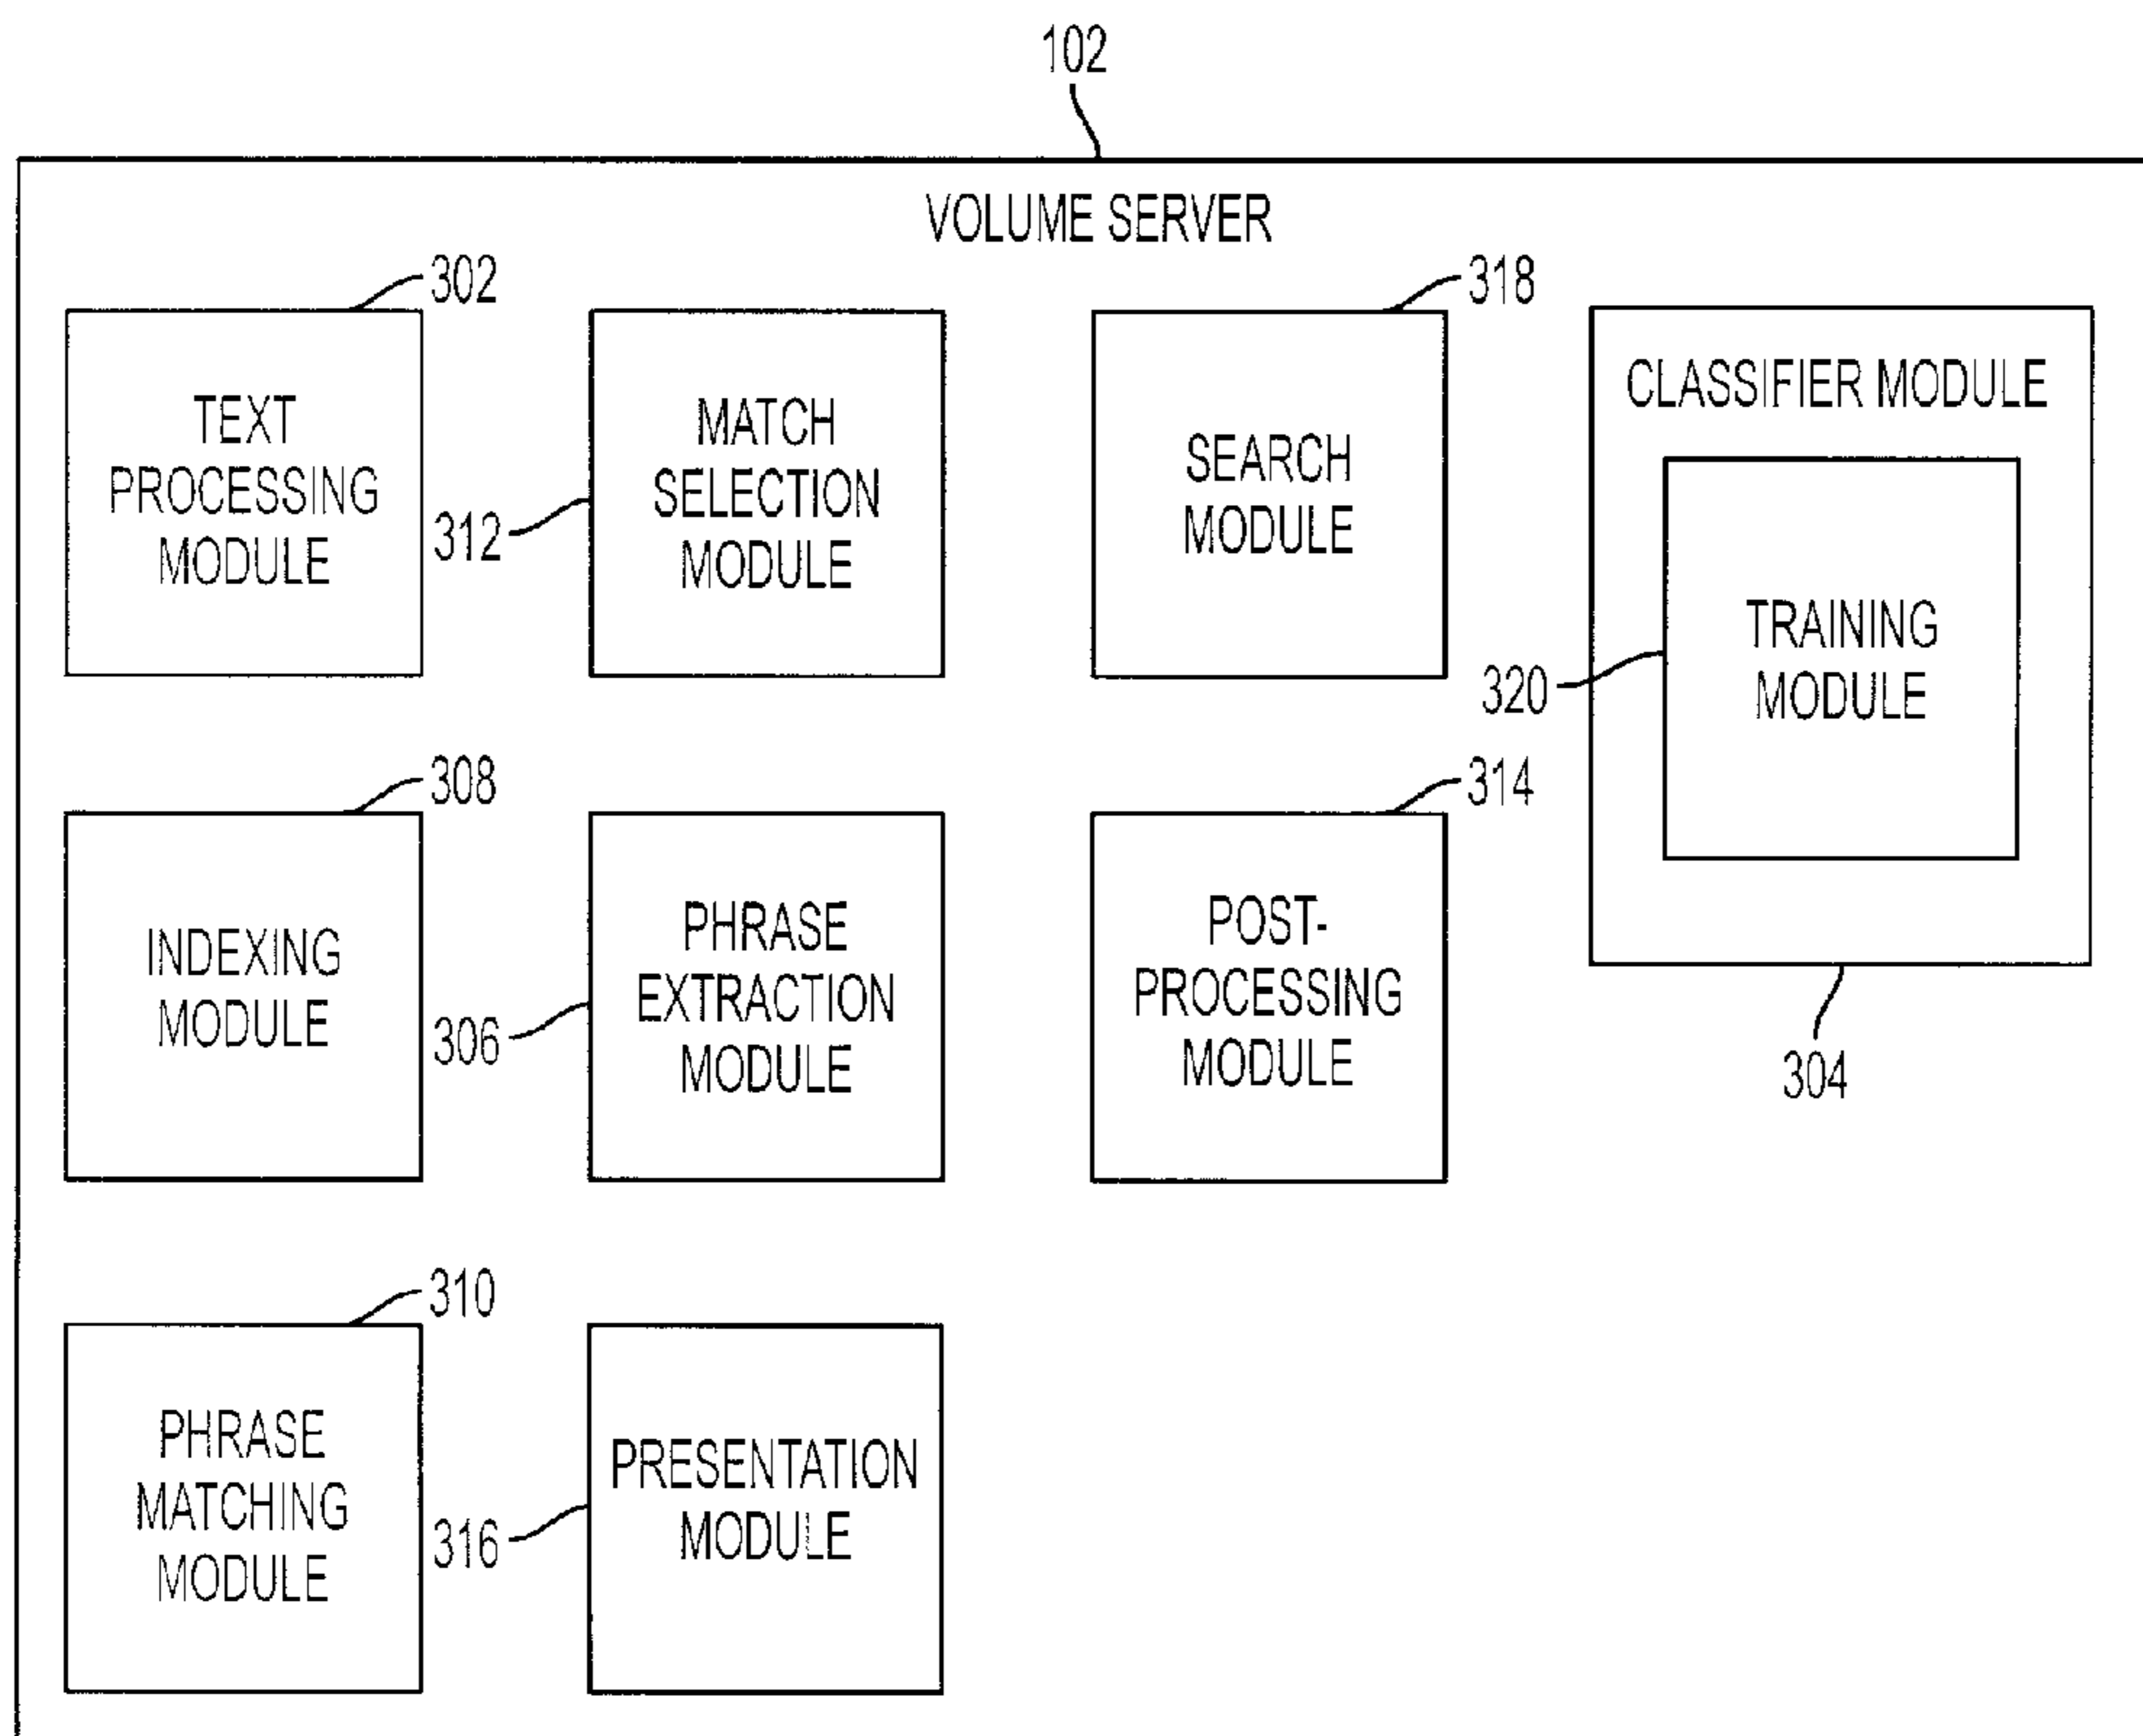 102
VOLUME SERVER
302
TEXT
PROCESSING
MODULE
312
MATCH
SELECTION
MODULE
318
SEARCH
MODULE
CLASSIFIER MODULE
320
TRAINING
MODULE
304
308
INDEXING
MODULE
306
PHRASE
EXTRACTION
MODULE
314
POST-
PROCESSING
MODULE
310
PHRASE
MATCHING
MODULE
316
PRESENTATION
MODULE